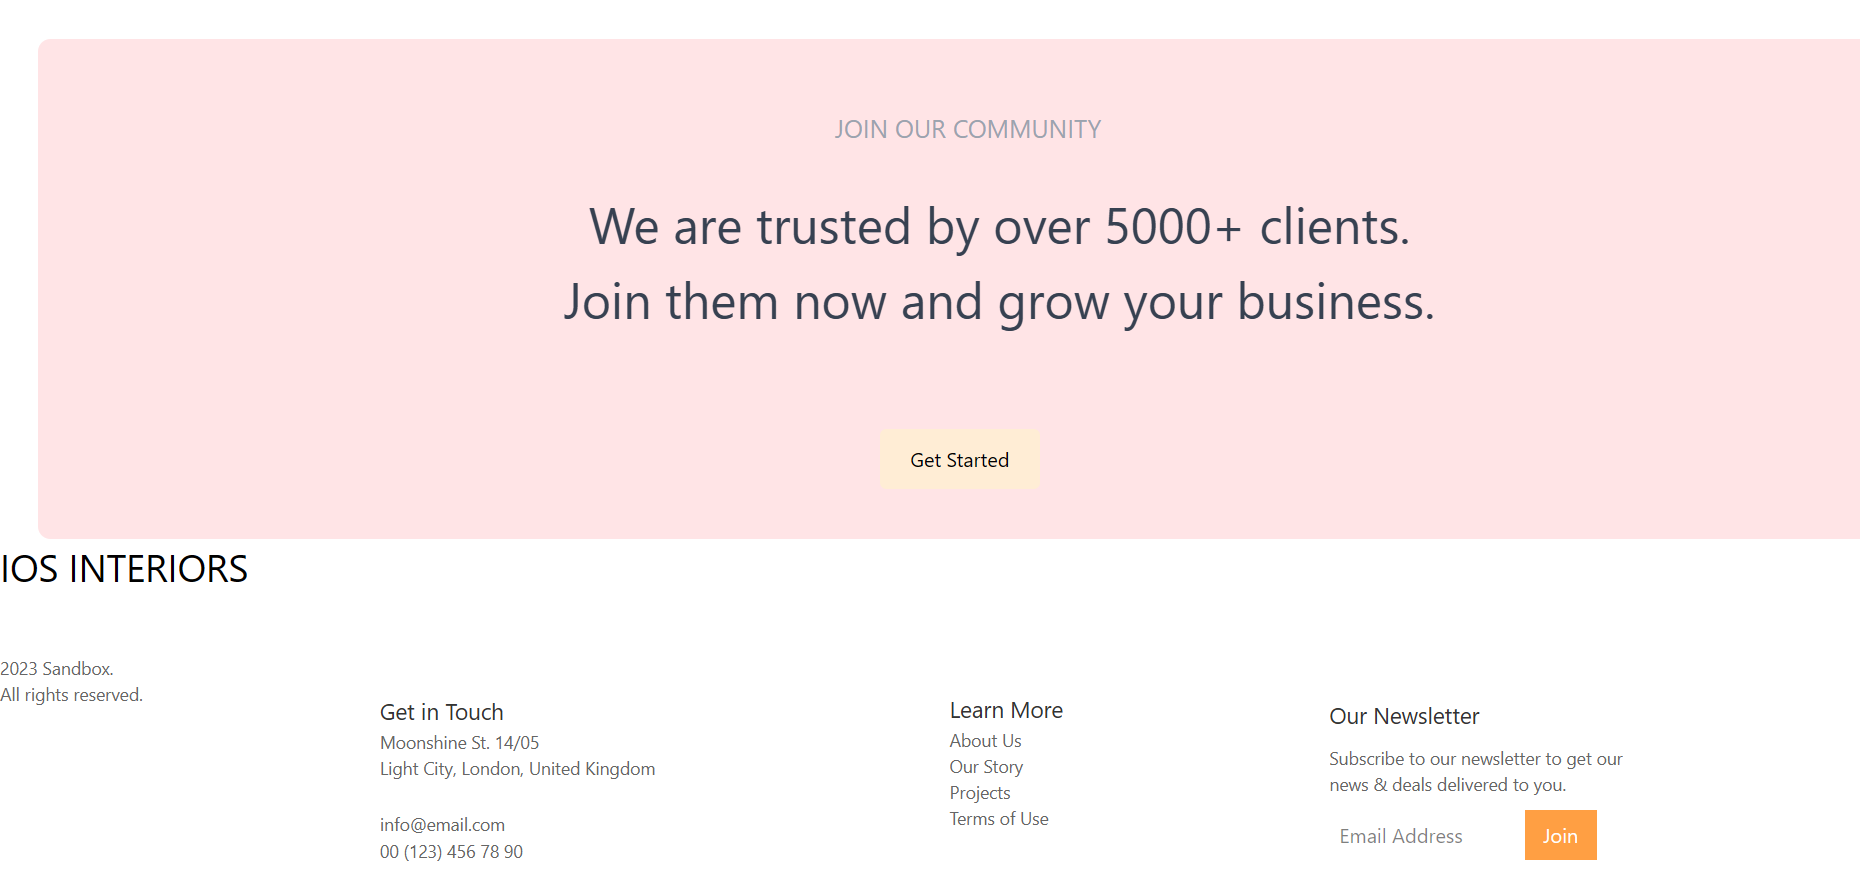 JOIN OUR COMMUNITY
We are trusted by over 5000+ clients.
Join them now and grow your business.
Get Started
IOS INTERIORS
2023 Sandbox.
All rights reserved.
Get in Touch
Moonshine St. 14/05
Light City, London, United Kingdom
info@email.com
00 (123) 456 78 90
Learn More
About Us
Our Story
Projects
Terms of Use
Our Newsletter
Subscribe to our newsletter to get our
news & deals delivered to you.
Email Address
Join